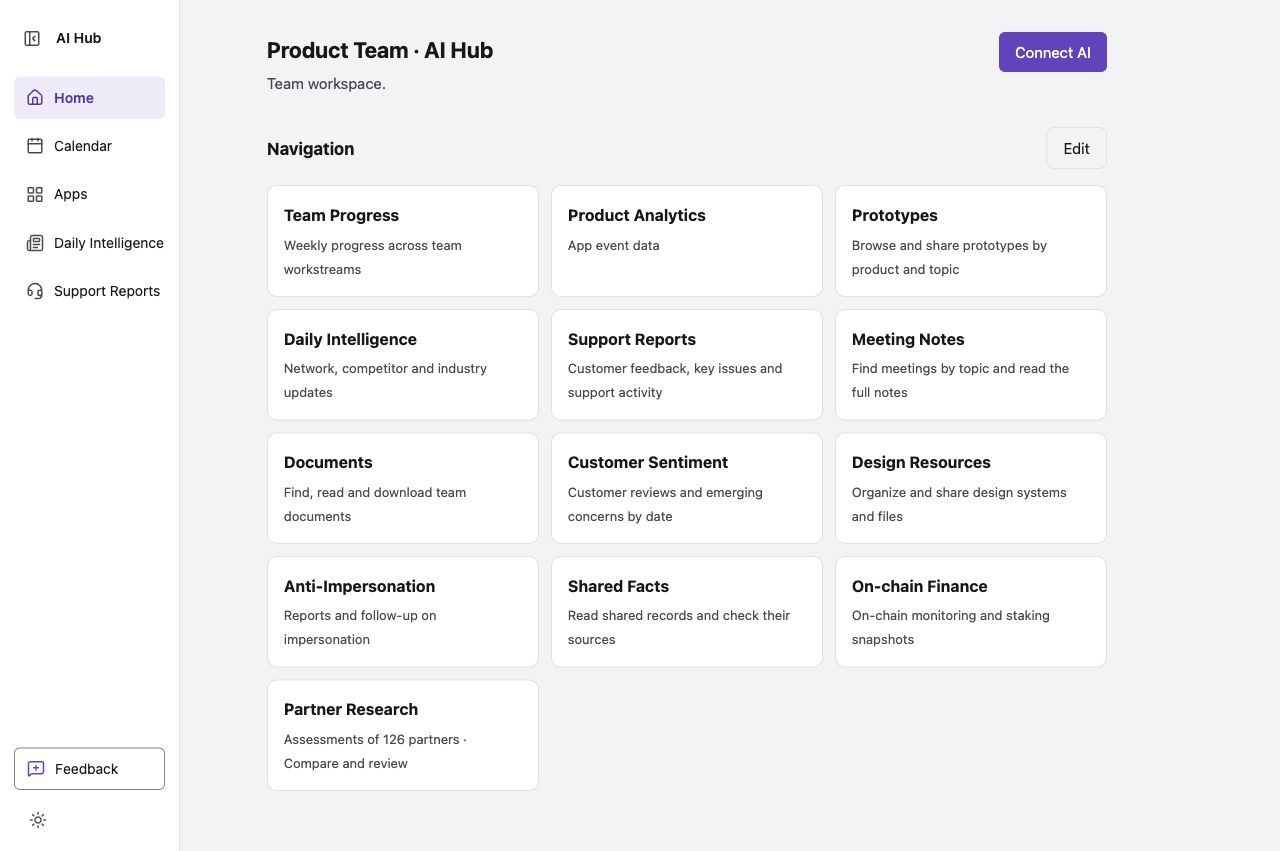 AI Hub
Home
Calendar
Apps
Daily Intelligence
Support Reports
Feedback
Product Team · AI Hub
Team workspace.
Connect AI
Navigation
Edit
Team Progress
Weekly progress across team
workstreams
Product Analytics
App event data
Prototypes
Browse and share prototypes by
product and topic
Daily Intelligence
Network, competitor and industry
updates
Support Reports
Customer feedback, key issues and
support activity
Meeting Notes
Find meetings by topic and read the
full notes
Documents
Find, read and download team
documents
Customer Sentiment
Customer reviews and emerging
concerns by date
Design Resources
Organize and share design systems
and files
Anti-Impersonation
Reports and follow-up on
impersonation
Shared Facts
Read shared records and check their
sources
On-chain Finance
On-chain monitoring and staking
snapshots
Partner Research
Assessments of 126 partners ·
Compare and review